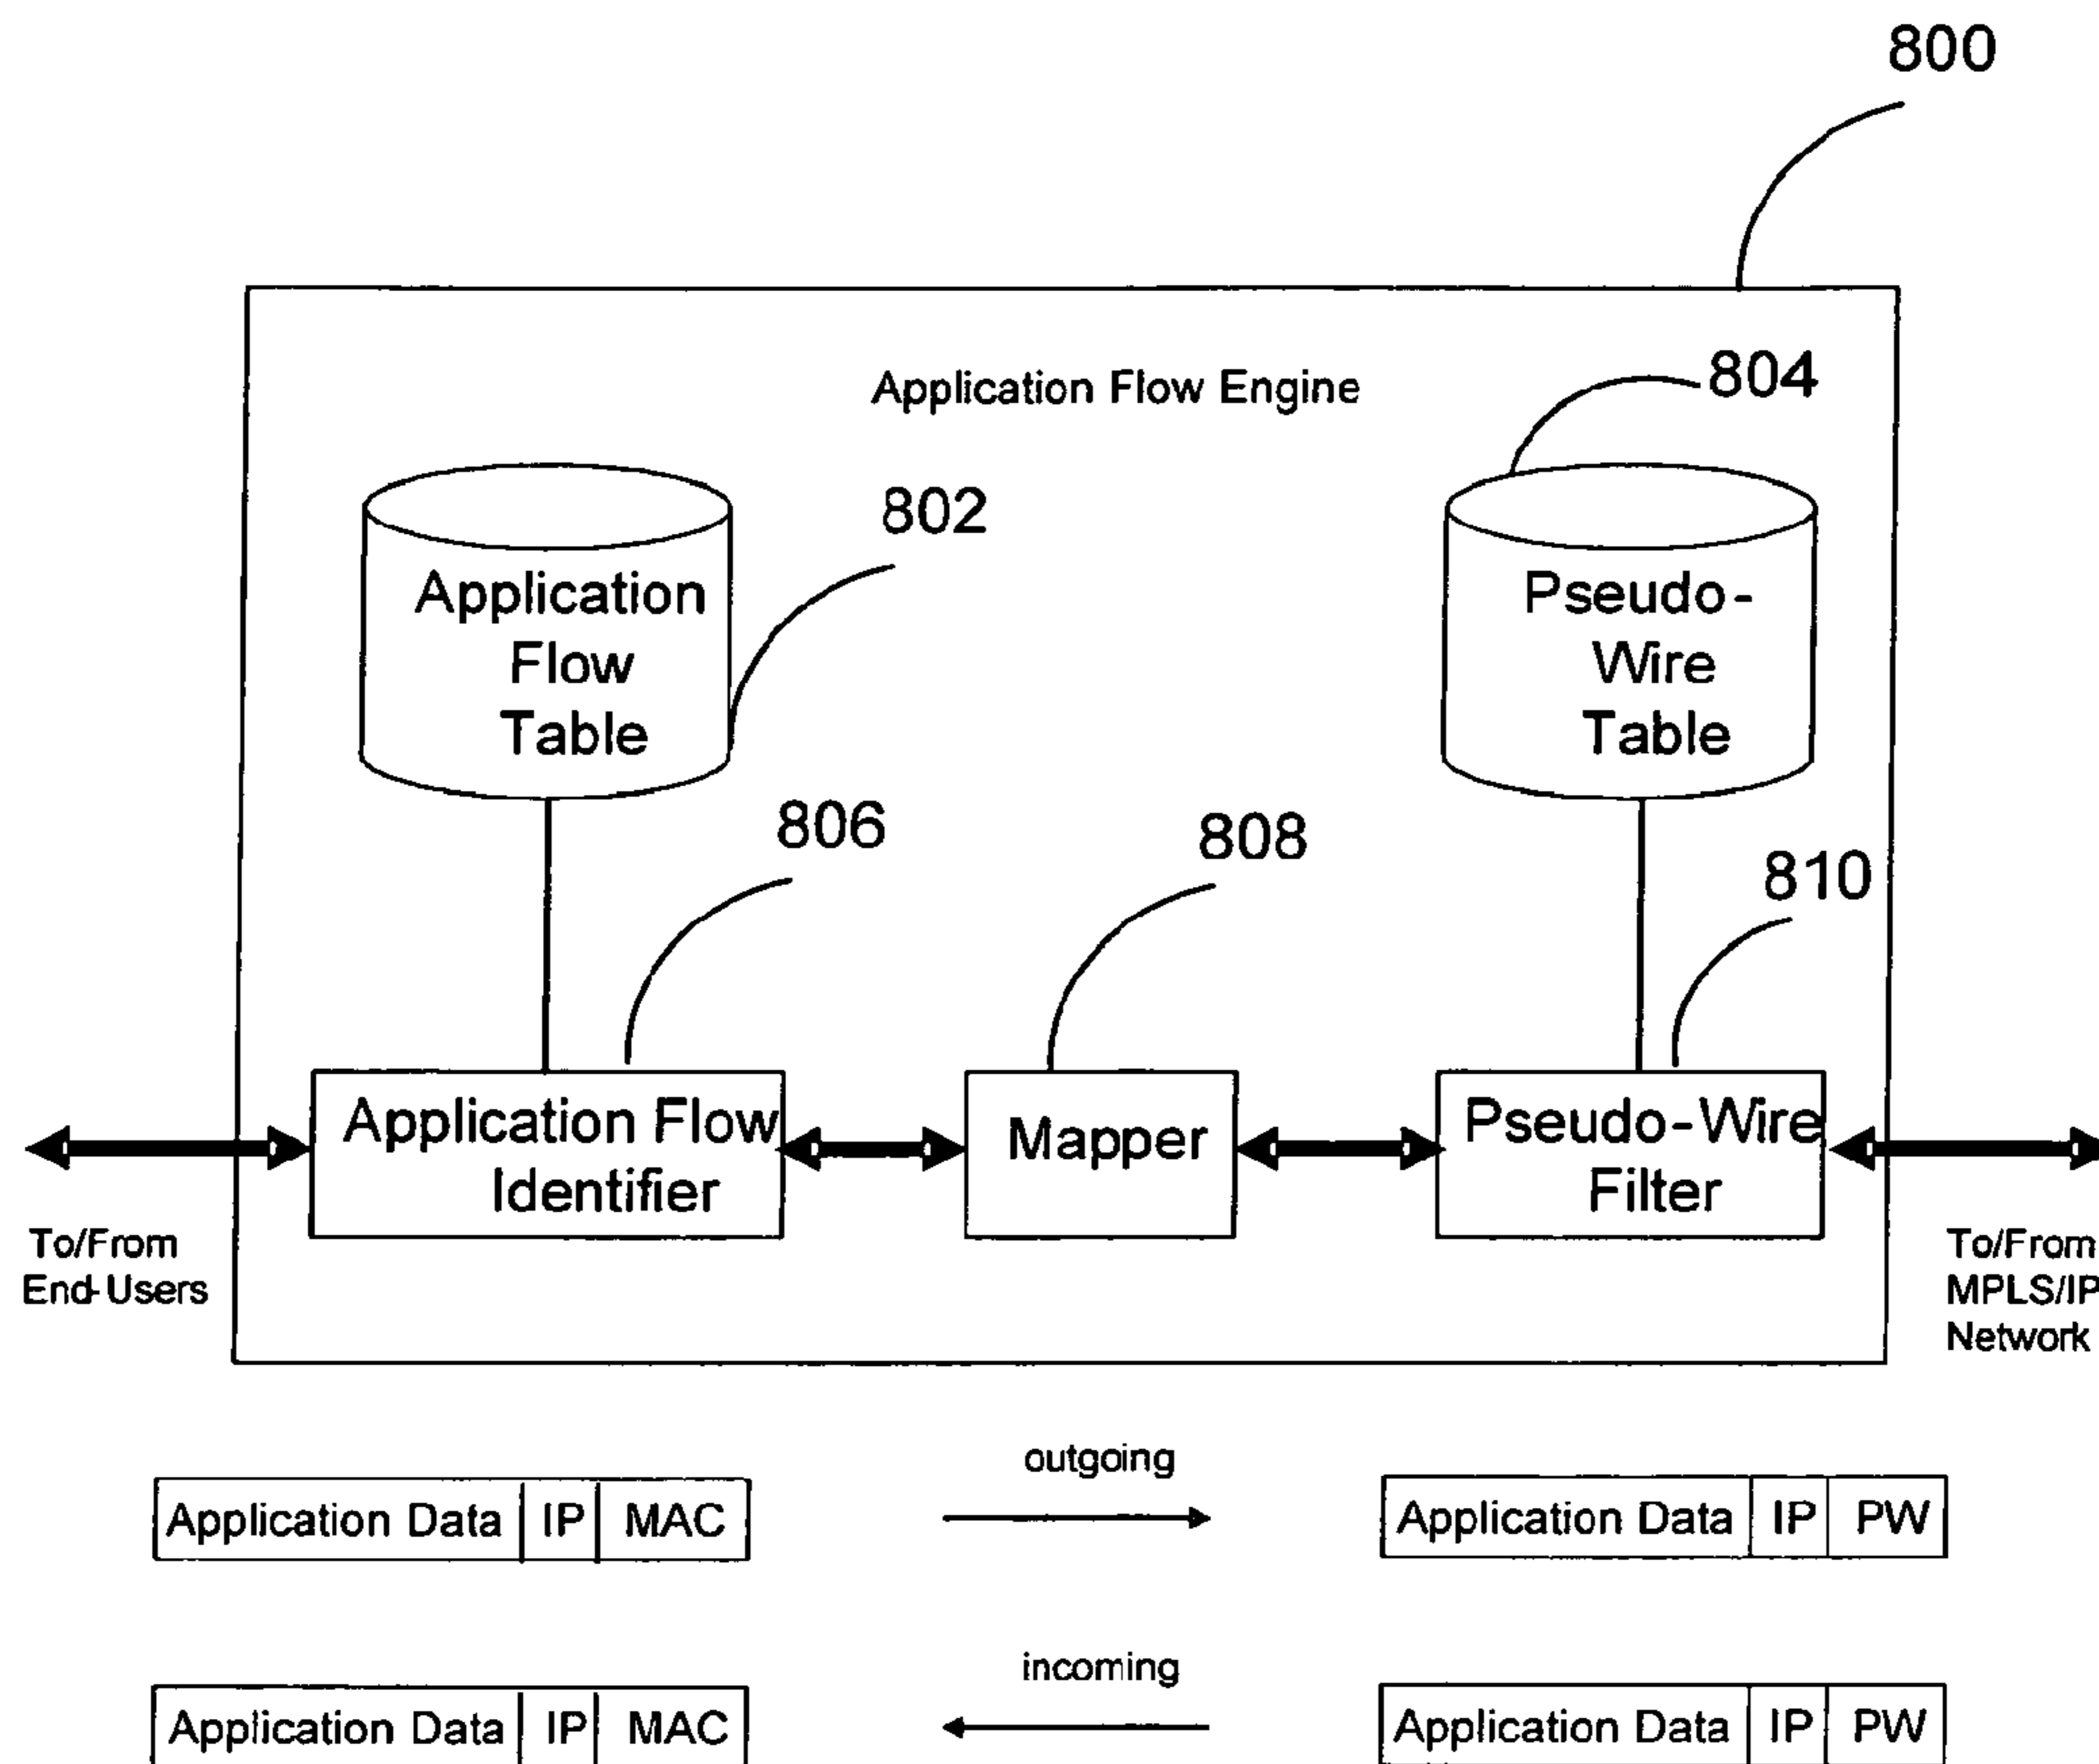 800
Application Flow Engine
804
802
Application
Flow
Table
Pseudo-
Wire
Table
806
808
810
Application Flow
Identifier
Mapper
Pseudo-Wire
Filter
To/From
End-Users
To/From
MPLS/IP
Network
outgoing
Application Data IP MAC
Application Data IP PW
incoming
Application Data IP MAC
Application Data IP PW